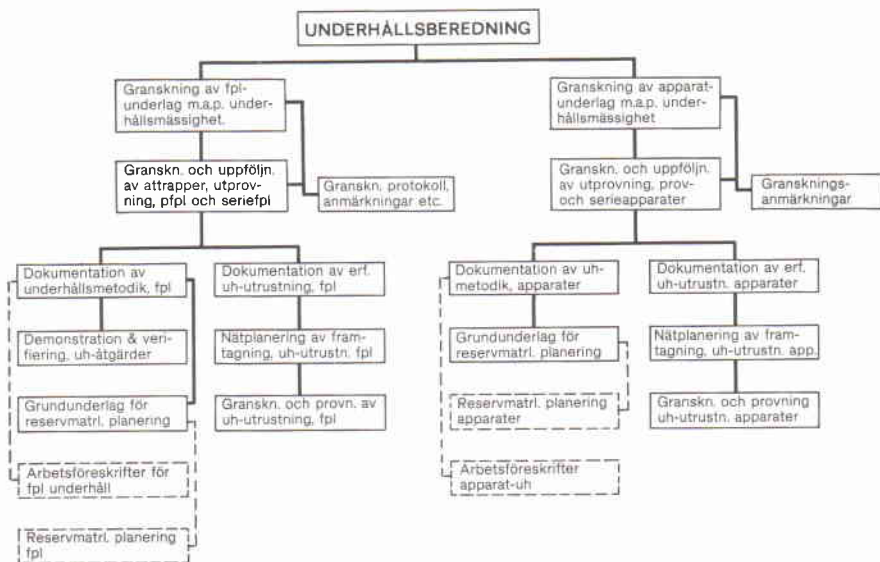 UNDERHÅLLSBEREDNING
Granskning av fpl-
underlag m.a.p. under-
hållsmässighet.
Granskning av apparat-
underlag m.a.p. under-
hållsmässighet
Granskn. och uppföljn.
av attrapper, utprov-
ning, pfpl och seriefpl
Granskn. protokoll,
anmärkningar etc.
Granskn. och uppföljn.
av utprovning, prov-
och serieapparater
Gransknings-
anmärkningar
Dokumentation av
underhållsmetodik, fpl
Dokumentation av erf.
uh-utrustning, fpl
Dokumentation av uh-
metodik, apparater
Dokumentation av erf.
uh-utrustn. apparater
Demonstration & veri-
fiering, uh-åtgärder
Nätplanering av fram-
tagning, uh-utrustn. fpl
Grundunderlag för
reservmatrl. planering
Nätplanering av fram-
tagning, uh-utrustn. app.
Grundunderlag för
reservmatrl. planering
Granskn. och provn. av
uh-utrustning, fpl
Reservmatrl. planering
apparater
Granskn. och provning
uh-utrustn. apparater
Arbetsföreskrifter för
fpl underhåll
Arbetsföreskrifter
apparat-uh
Reservmatrl. planering
fpl